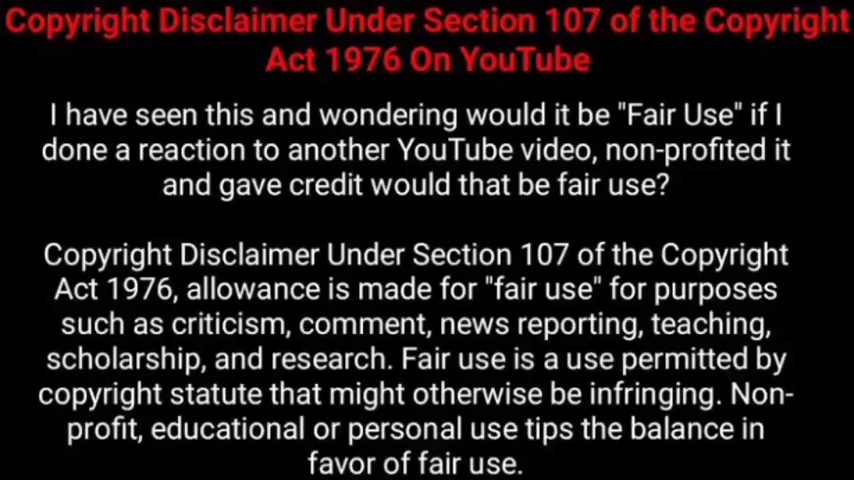 Copyright Disclaimer Under Section 107 of the Copyright
Act 1976 On YouTube
I have seen this and wondering would it be "Fair Use" if I
done a reaction to another YouTube video, non-profited it
and gave credit would that be fair use?
Copyright Disclaimer Under Section 107 of the Copyright
Act 1976, allowance is made for "fair use" for purposes
such as criticism, comment, news reporting, teaching,
scholarship, and research. Fair use is a use permitted by
copyright statute that might otherwise be infringing. Non-
profit, educational or personal use tips the balance in
favor of fair use.